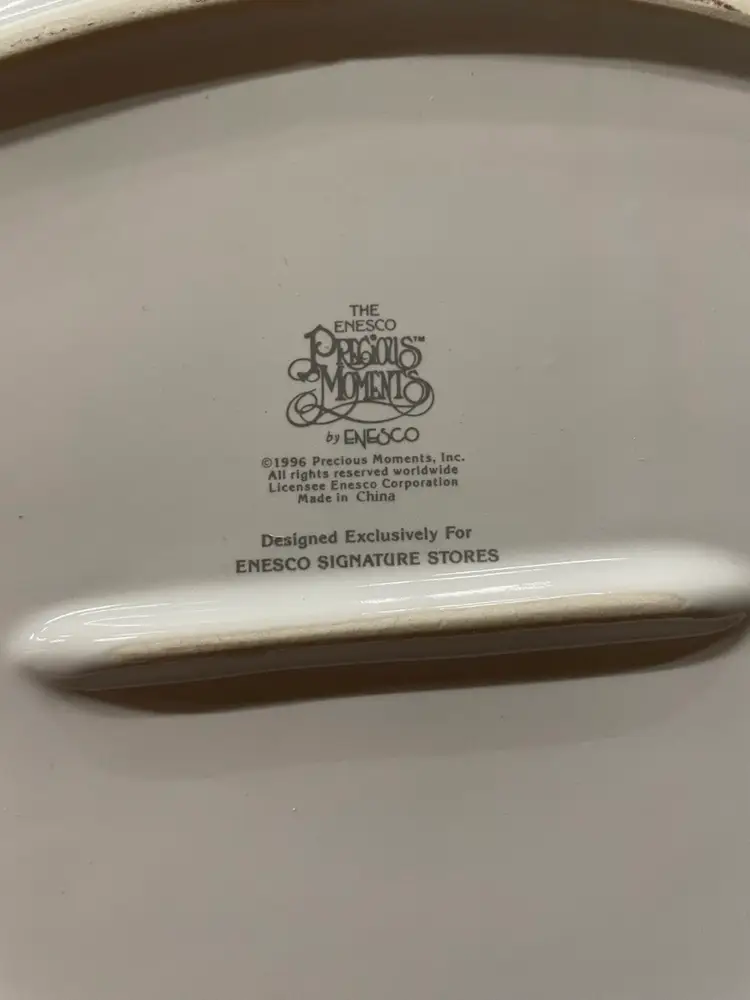 THE
ENESCO
PRECIOUS™
MOMENTS
by ENESCO
©1996 Precious Moments, Inc.
All rights reserved worldwide
Licensee Enesco Corporation
Made in China
Designed Exclusively For
ENESCO SIGNATURE STORES